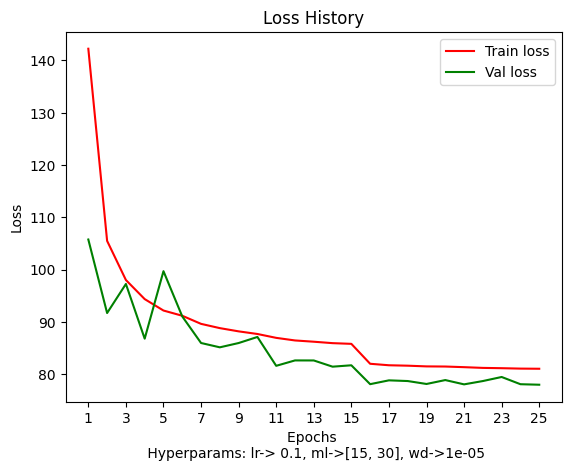 Loss History
Train loss
Val loss
Loss
140
130
120
110
100
90
80
1 3 5 7 9 11 13 15 17 19 21 23 25
Epochs
Hyperparams: lr-> 0.1, ml->[15, 30], wd->1e-05